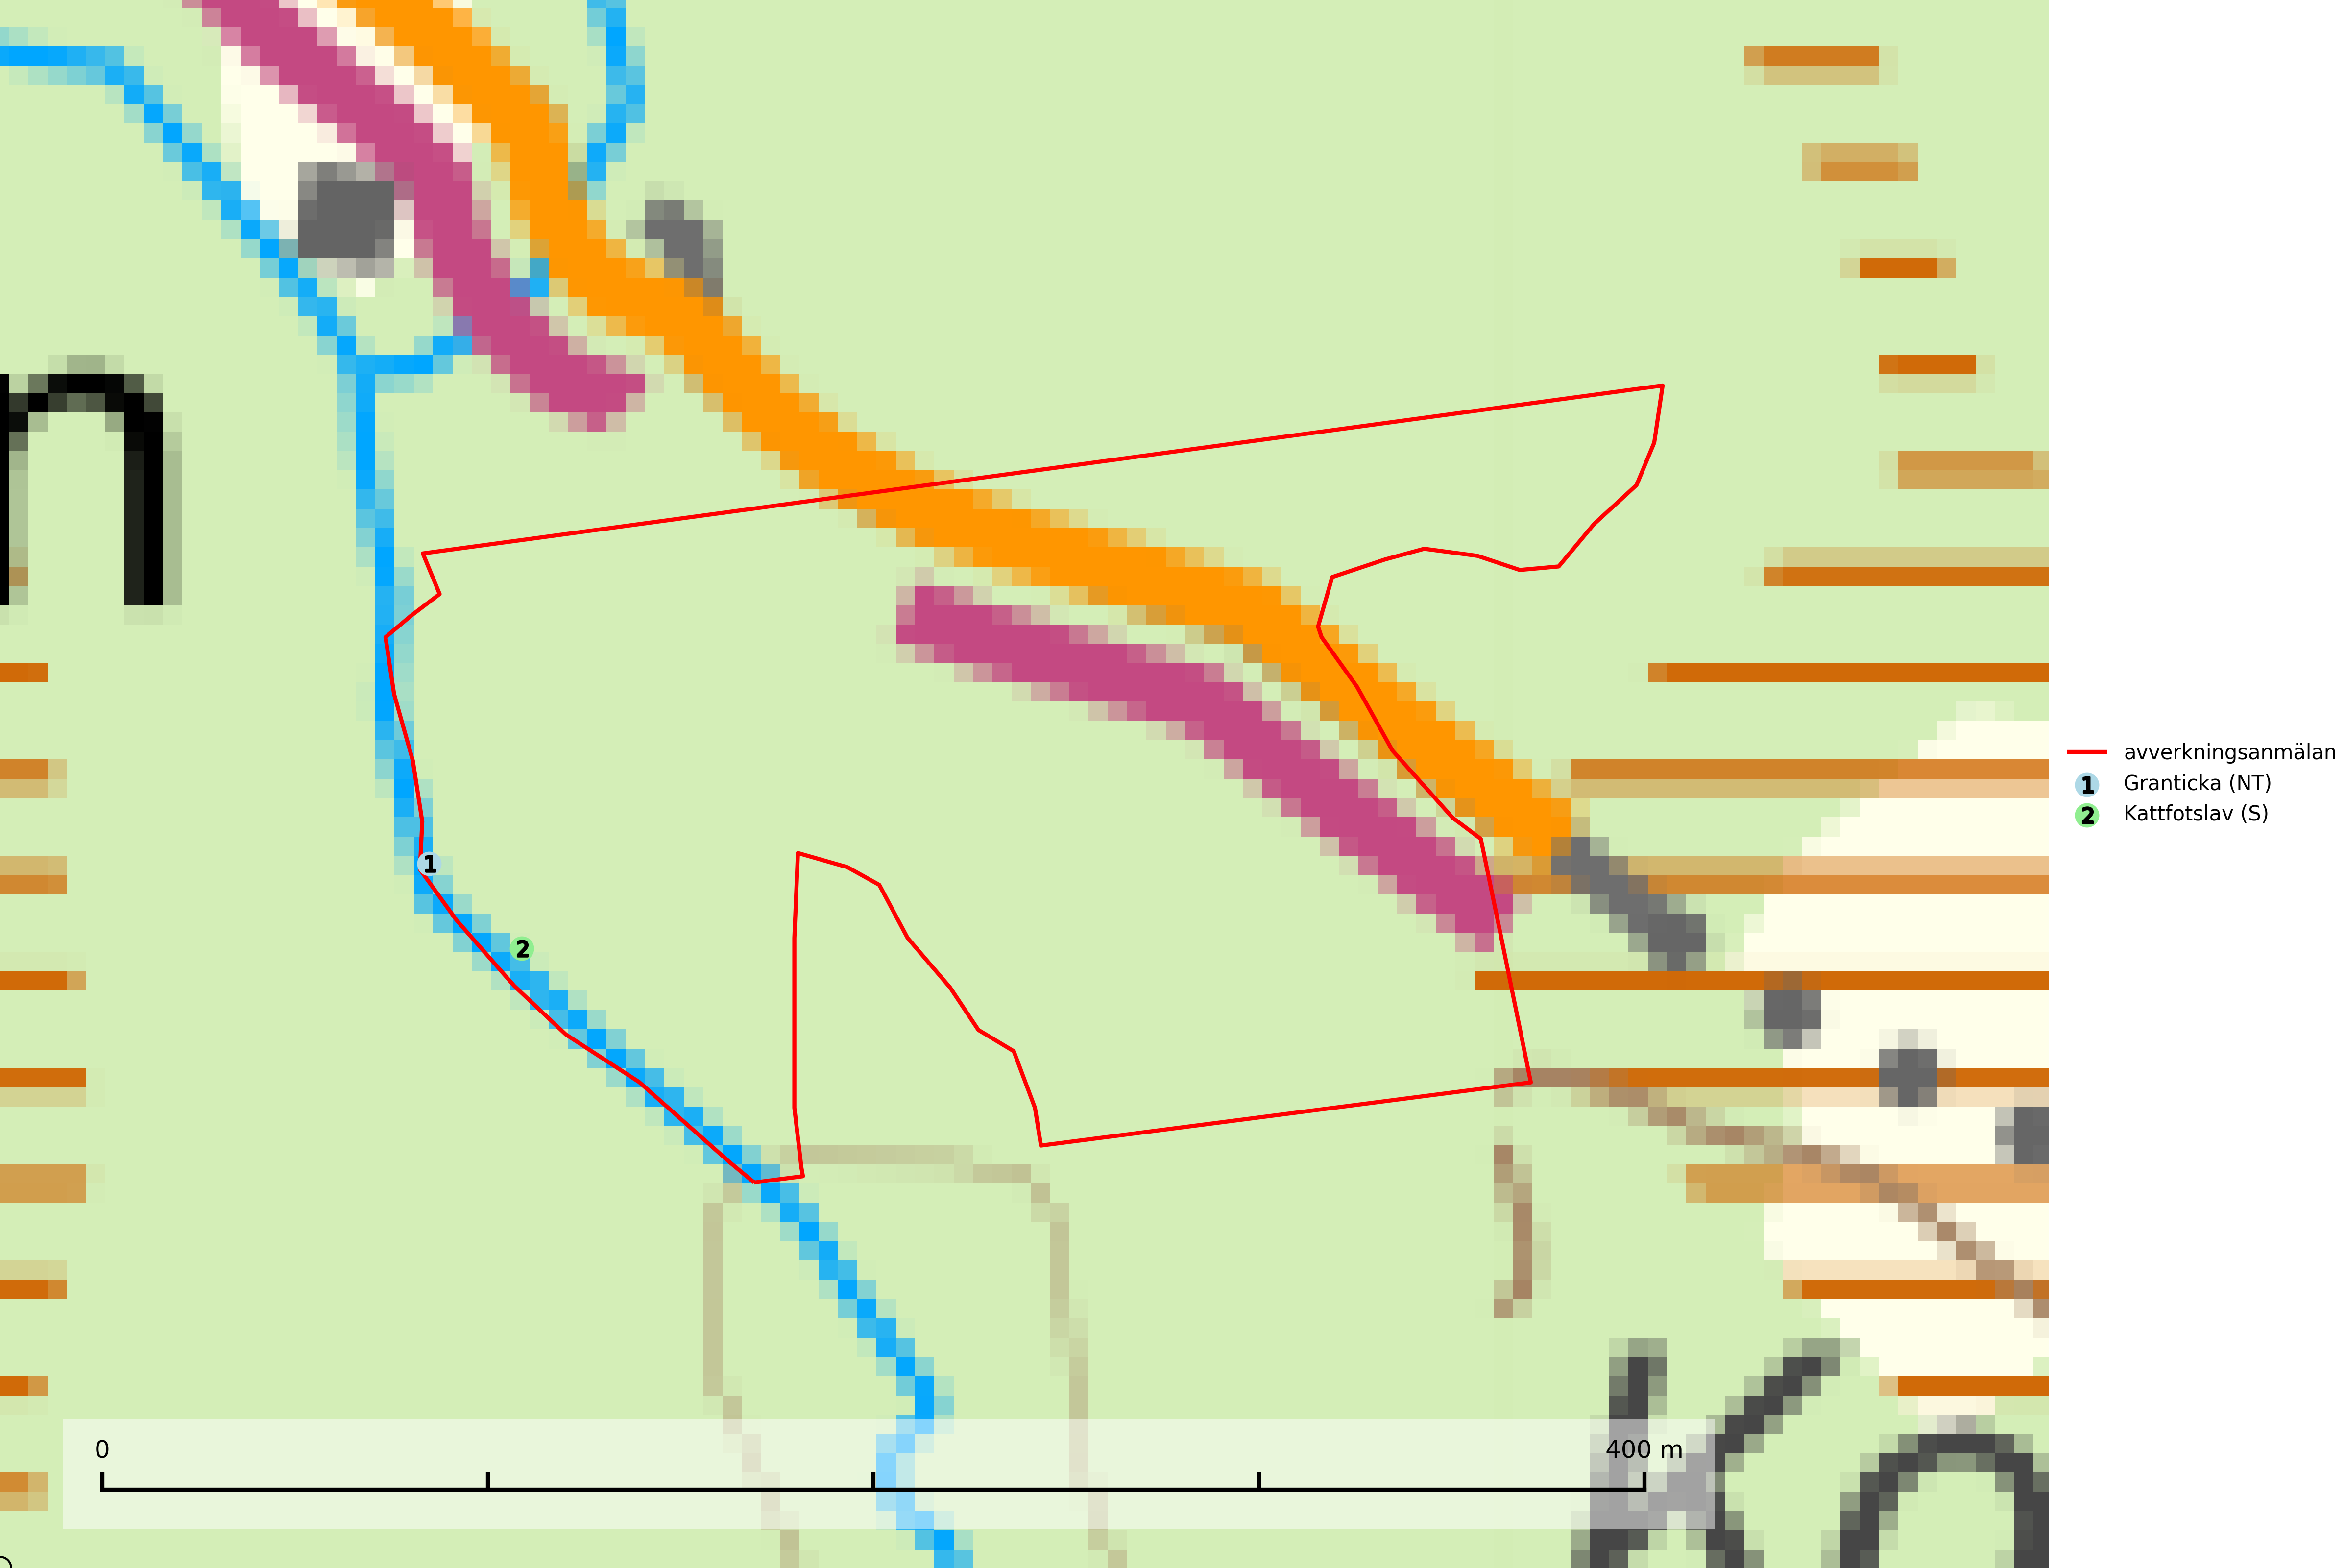 avverkningsanmälan
1 Granticka (NT)
2 Kattfotslav (S)
1
2
0 400 m